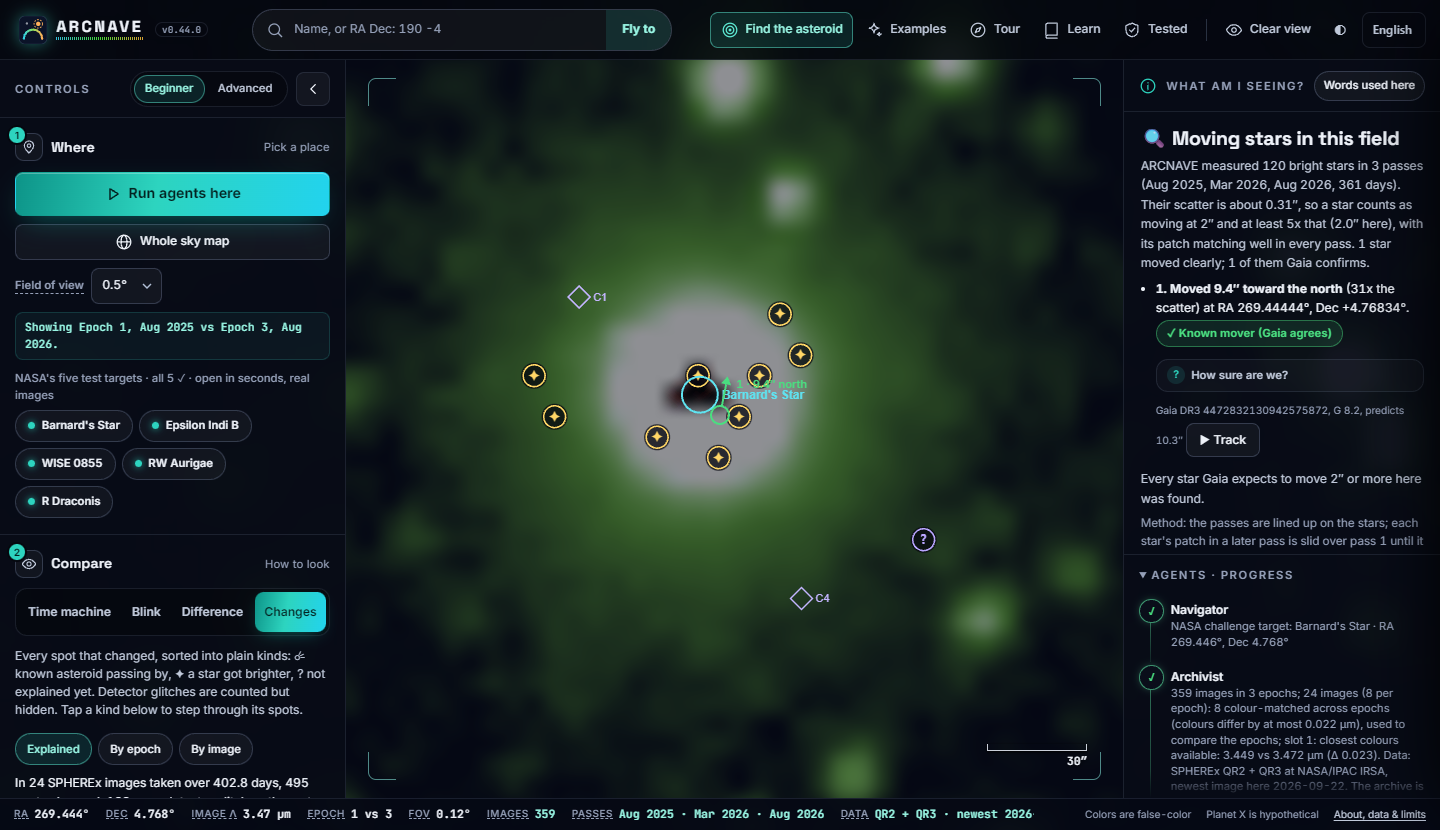 ARCNAVE v0.44.0 Name, or RA Dec: 190 -4 Fly to Find the asteroid Examples Tour Learn Tested Clear view English
CONTROLS Beginner Advanced
1 Where Pick a place
Run agents here
Whole sky map
Field of view 0.5°
Showing Epoch 1, Aug 2025 vs Epoch 3, Aug
2026.
NASA's five test targets · all 5 ✓ · open in seconds, real
images
Barnard's Star Epsilon Indi B
WISE 0855 RW Aurigae
R Draconis
2 Compare How to look
Time machine Blink Difference Changes
Every spot that changed, sorted into plain kinds: ☄
known asteroid passing by, ✦ a star got brighter, ? not
explained yet. Detector glitches are counted but
hidden. Tap a kind below to step through its spots.
Explained By epoch By image
In 24 SPHEREx images taken over 402.8 days, 495
C1
1 · 9.4″ north
Barnard's Star
?
C4
30″
WHAT AM I SEEING? Words used here
🔍 Moving stars in this field
ARCNAVE measured 120 bright stars in 3 passes
(Aug 2025, Mar 2026, Aug 2026, 361 days).
Their scatter is about 0.31″, so a star counts as
moving at 2″ and at least 5x that (2.0″ here), with
its patch matching well in every pass. 1 star
moved clearly; 1 of them Gaia confirms.
• 1. Moved 9.4″ toward the north (31x the
scatter) at RA 269.44444°, Dec +4.76834°.
✓ Known mover (Gaia agrees)
? How sure are we?
Gaia DR3 4472832130942575872, G 8.2, predicts
10.3″ ▶ Track
Every star Gaia expects to move 2″ or more here
was found.
Method: the passes are lined up on the stars; each
star's patch in a later pass is slid over pass 1 until it
▼ AGENTS · PROGRESS
✓ Navigator
NASA challenge target: Barnard's Star · RA
269.446°, Dec 4.768°
✓ Archivist
359 images in 3 epochs; 24 images (8 per
epoch): 8 colour-matched across epochs
(colours differ by at most 0.022 µm), used to
compare the epochs; slot 1: closest colours
available: 3.449 vs 3.472 µm (Δ 0.023). Data:
SPHEREx QR2 + QR3 at NASA/IPAC IRSA,
newest image here 2026-09-22. The archive is
RA 269.444° DEC 4.768° IMAGE Λ 3.47 µm EPOCH 1 vs 3 FOV 0.12° IMAGES 359 PASSES Aug 2025 · Mar 2026 · Aug 2026 DATA QR2 + QR3 · newest 2026 Colors are false-color Planet X is hypothetical About, data & limits